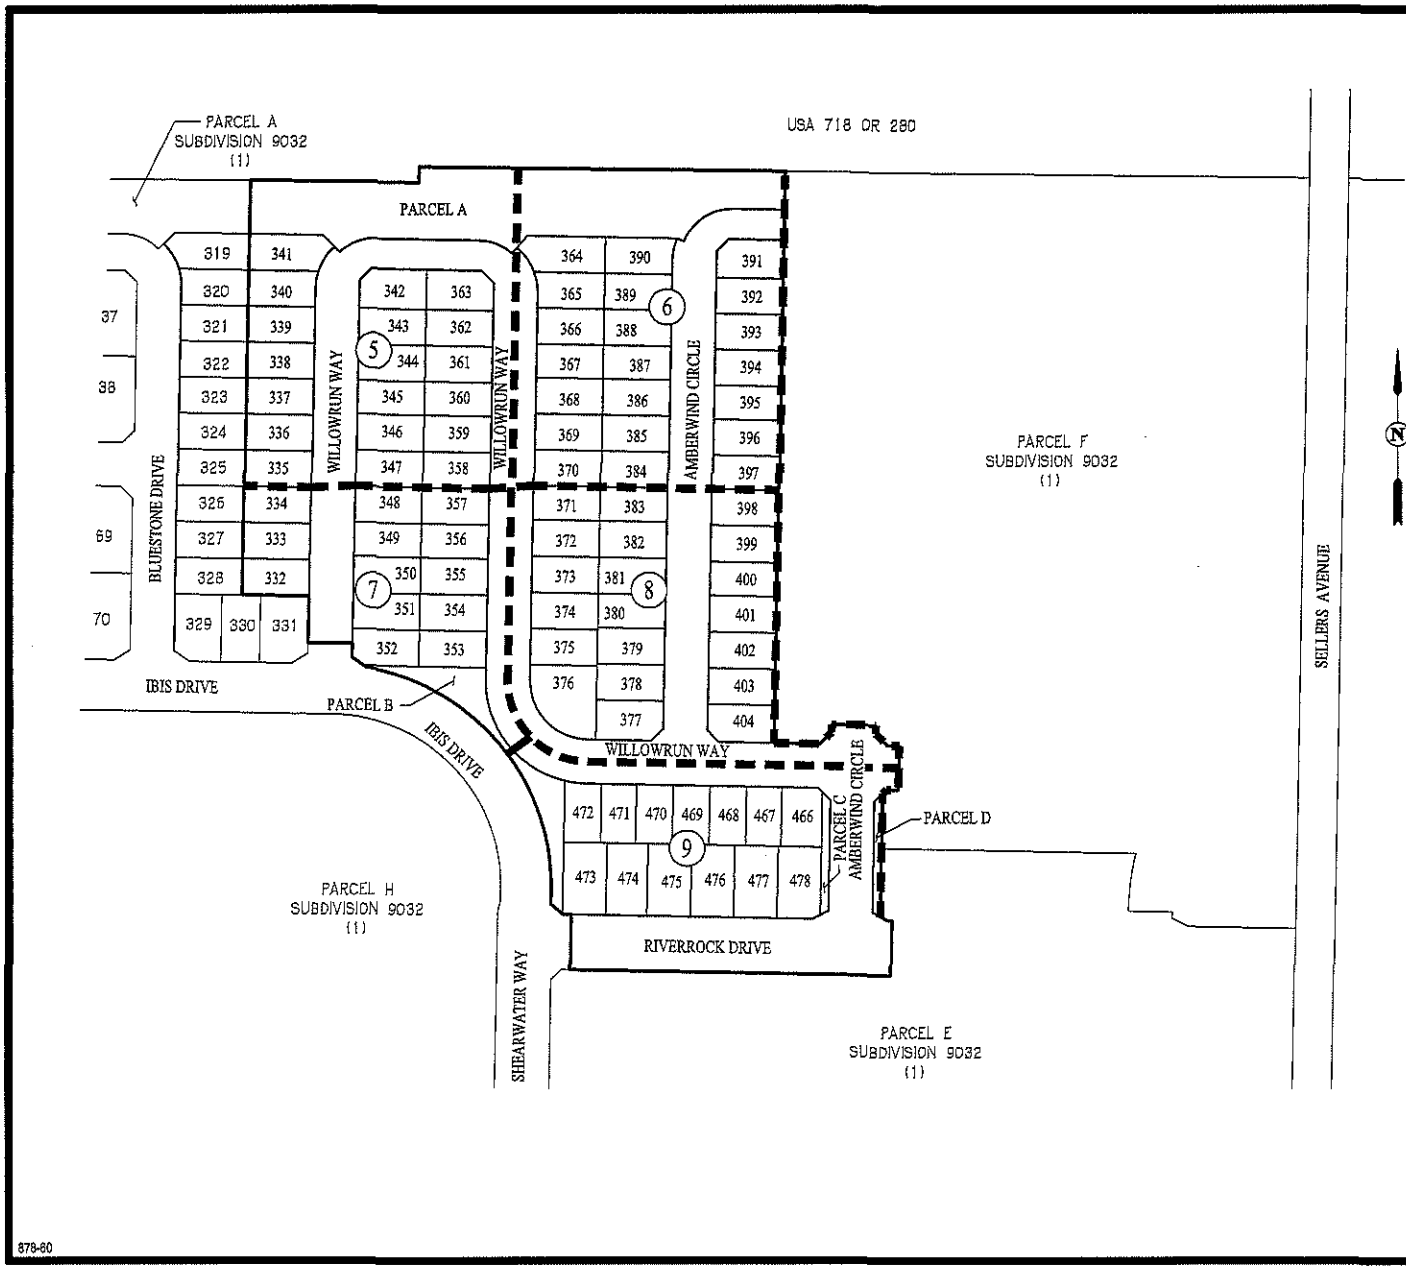 PARCEL A
SUBDIVISION 9032
(1)
USA 718 OR 280
PARCEL A
319 341
364 390 391
320 340 342 363 365 389 6 392
37
321 339 343 362 366 388 393
5
322 338 344 361 367 387 394
38
323 337 345 360 368 386 395
324 336 346 359 369 385 396
325 335 347 358 370 384 397
WILLOWRUN WAY
WILLOWRUN WAY
AMBERWIND CIRCLE
N
PARCEL F
SUBDIVISION 9032
(1)
326 334 348 357 371 383 398
69
327 333 349 356 372 382 399
BLUESTONE DRIVE
328 332 350 355 373 381 400
7
8
70
329 330 331 351 354 374 380 401
352 353 375 379 402
376 378 403
377 404
SELLERS AVENUE
IBIS DRIVE
PARCEL B
IBIS DRIVE
WILLOWRUN WAY
AMBERWIND CIRCLE
PARCEL C
PARCEL D
472 471 470 469 468 467 466
9
473 474 475 476 477 478
PARCEL H
SUBDIVISION 9032
(1)
RIVERROCK DRIVE
SHEARWATER WAY
PARCEL E
SUBDIVISION 9032
(1)
878-60